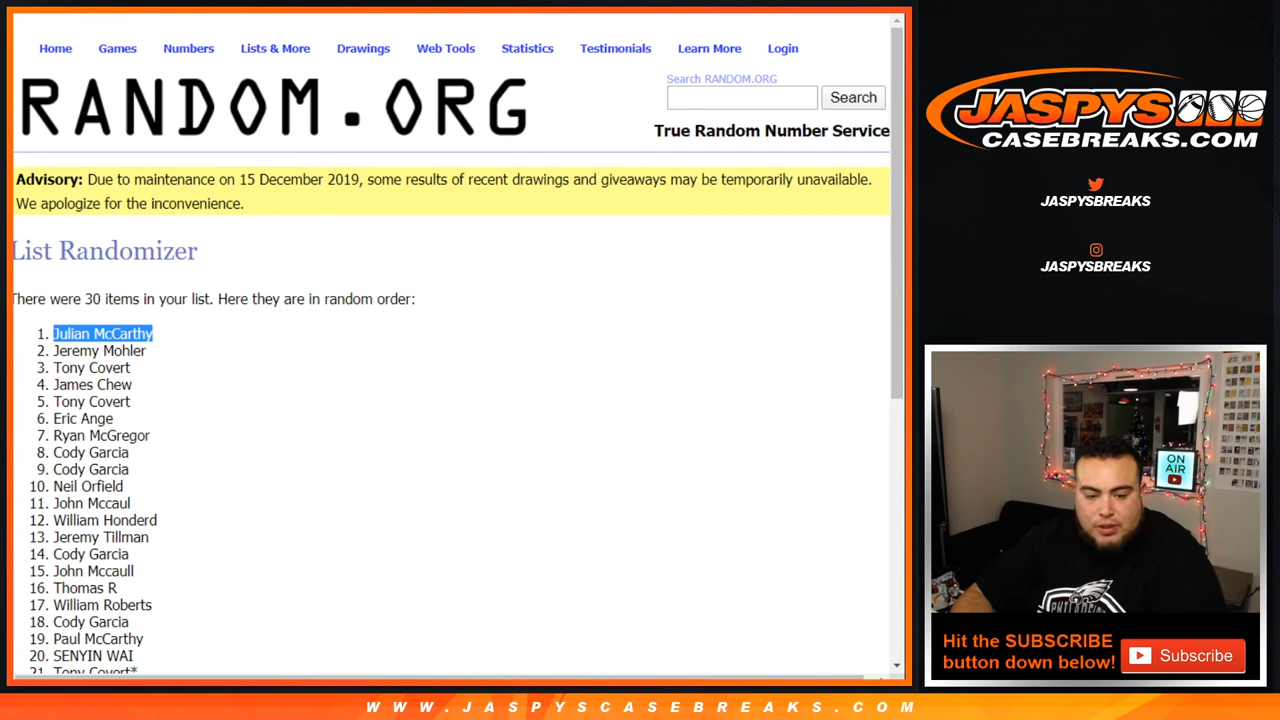 Home Games Numbers Lists & More Drawings Web Tools Statistics Testimonials Learn More Login
RANDOM.ORG
Search RANDOM.ORG
Search
True Random Number Service
Advisory: Due to maintenance on 15 December 2019, some results of recent drawings and giveaways may be temporarily unavailable.
We apologize for the inconvenience.
List Randomizer
There were 30 items in your list. Here they are in random order:
1. Julian McCarthy
2. Jeremy Mohler
3. Tony Covert
4. James Chew
5. Tony Covert
6. Eric Ange
7. Ryan McGregor
8. Cody Garcia
9. Cody Garcia
10. Neil Orfield
11. John Mccaul
12. William Honderd
13. Jeremy Tillman
14. Cody Garcia
15. John Mccaull
16. Thomas R
17. William Roberts
18. Cody Garcia
19. Paul McCarthy
20. SENYIN WAI
21. Tony Covert*
JASPYS
CASEBREAKS.COM
JASPYSBREAKS
JASPYSBREAKS
ON
AIR
Hit the SUBSCRIBE
button down below!
Subscribe
WWW.JASPYSCASEBREAKS.COM